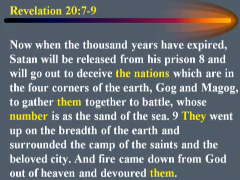 Revelation 20:7-9
Now when the thousand years have expired,
Satan will be released from his prison 8 and
will go out to deceive the nations which are in
the four corners of the earth, Gog and Magog,
to gather them together to battle, whose
number is as the sand of the sea. 9 They went
up on the breadth of the earth and
surrounded the camp of the saints and the
beloved city. And fire came down from God
out of heaven and devoured them.